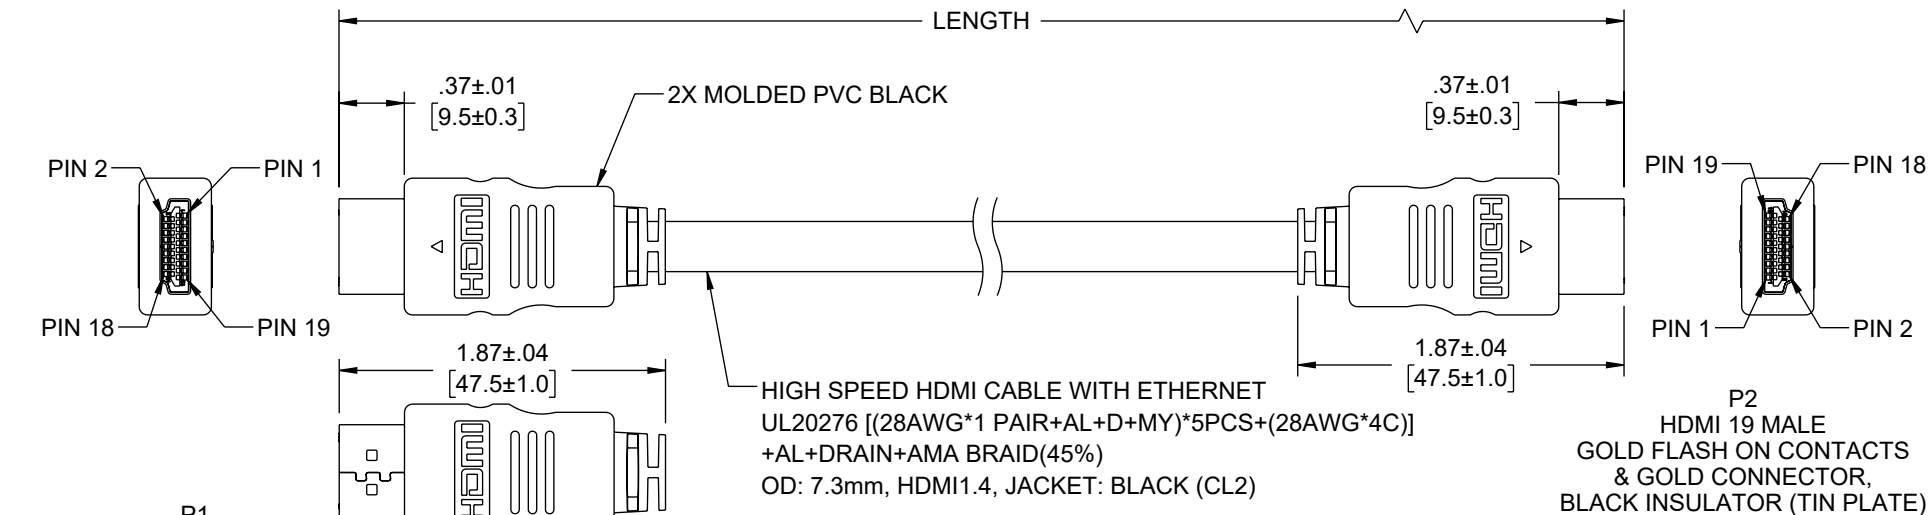 LENGTH
.37±.01
[9.5±0.3]
2X MOLDED PVC BLACK
.37±.01
[9.5±0.3]
PIN 2
PIN 1
PIN 19
PIN 18
HDMI
HDMI
PIN 18
PIN 19
PIN 1
PIN 2
1.87±.04
[47.5±1.0]
1.87±.04
[47.5±1.0]
HIGH SPEED HDMI CABLE WITH ETHERNET
UL20276 [(28AWG*1 PAIR+AL+D+MY)*5PCS+(28AWG*4C)]
+AL+DRAIN+AMA BRAID(45%)
OD: 7.3mm, HDMI1.4, JACKET: BLACK (CL2)
HDMI
P2
HDMI 19 MALE
GOLD FLASH ON CONTACTS
& GOLD CONNECTOR,
BLACK INSULATOR (TIN PLATE)
P1